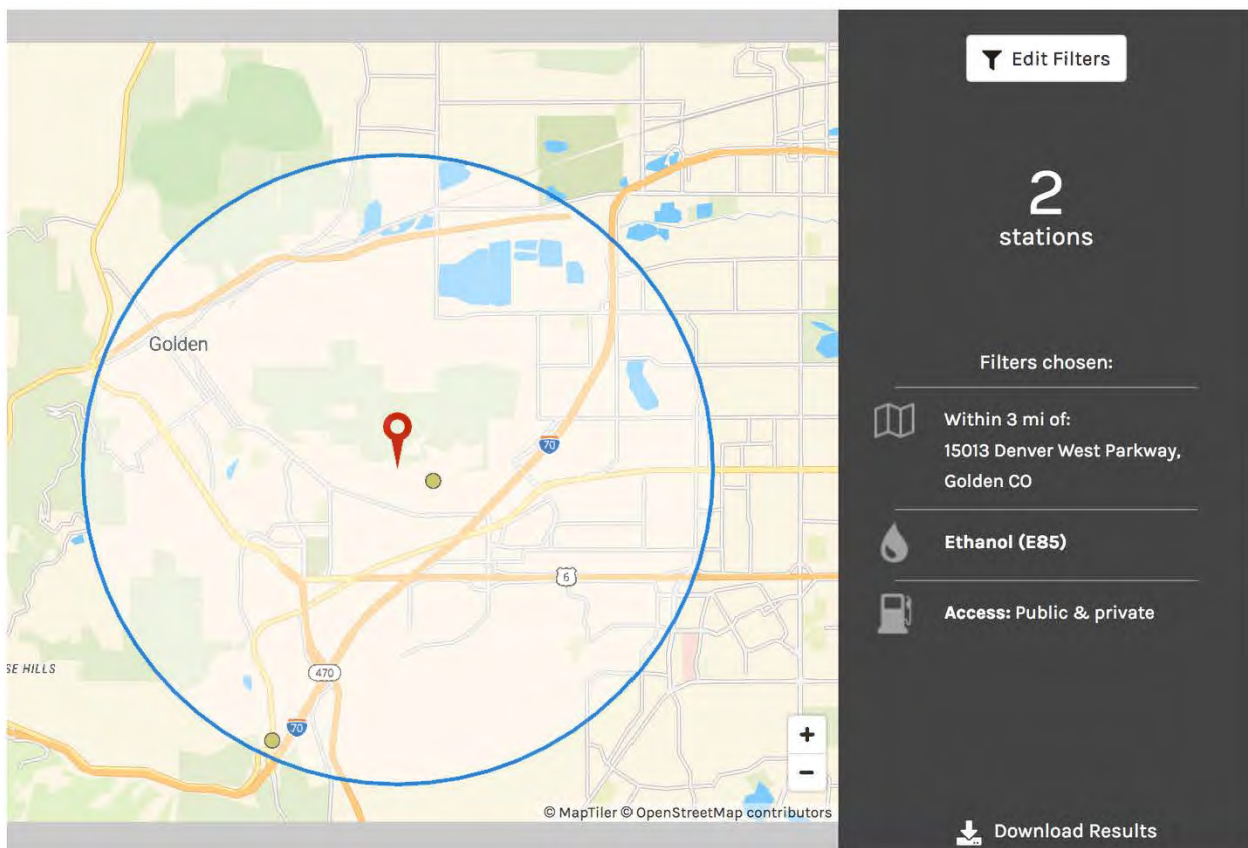 Edit Filters
2
stations
Filters chosen:
Within 3 mi of:
15013 Denver West Parkway,
Golden CO
Ethanol (E85)
Access: Public & private
Download Results
Golden
70
6
SE HILLS
470
70
+
−
© MapTiler © OpenStreetMap contributors